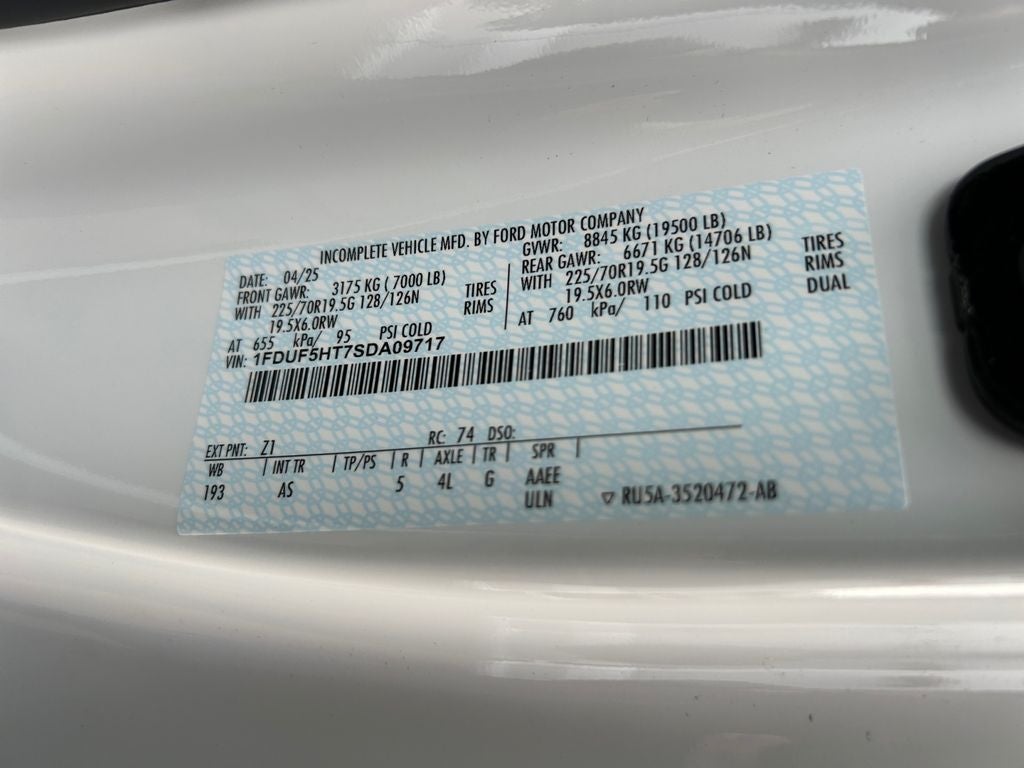 INCOMPLETE VEHICLE MFD. BY FORD MOTOR COMPANY
DATE: 04/25 GVWR: 8845 KG (19500 LB)
FRONT GAWR: 3175 KG (7000 LB) REAR GAWR: 6671 KG (14706 LB)
WITH 225/70R19.5G 128/126N TIRES WITH 225/70R19.5G 128/126N TIRES
19.5X6.0RW RIMS 19.5X6.0RW RIMS
AT 655 kPa/ 95 PSI COLD AT 760 kPa/ 110 PSI COLD DUAL
VIN: 1FDUF5HT7SDA09717
EXT PNT: Z1 RC: 74 DSO:
WB | INT TR | TP/PS | R | AXLE | TR | SPR |
193 AS 5 4L G AAEE
ULN ▽ RU5A-3520472-AB